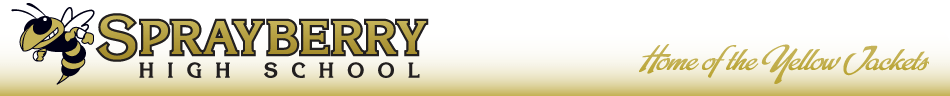 SPRAYBERRY
HIGH SCHOOL
Home of the Yellow Jackets